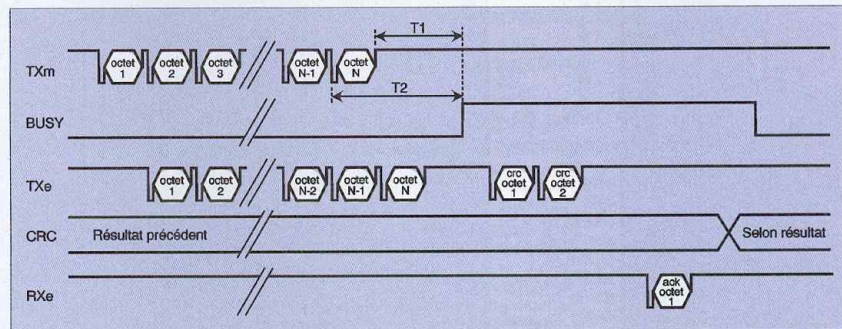 T1
TXm
octet 1
octet 2
octet 3
octet N-1
octet N
T2
BUSY
TXe
octet 1
octet 2
octet N-2
octet N-1
octet N
crc octet 1
crc octet 2
CRC
Résultat précédent
Selon résultat
RXe
ack octet 1